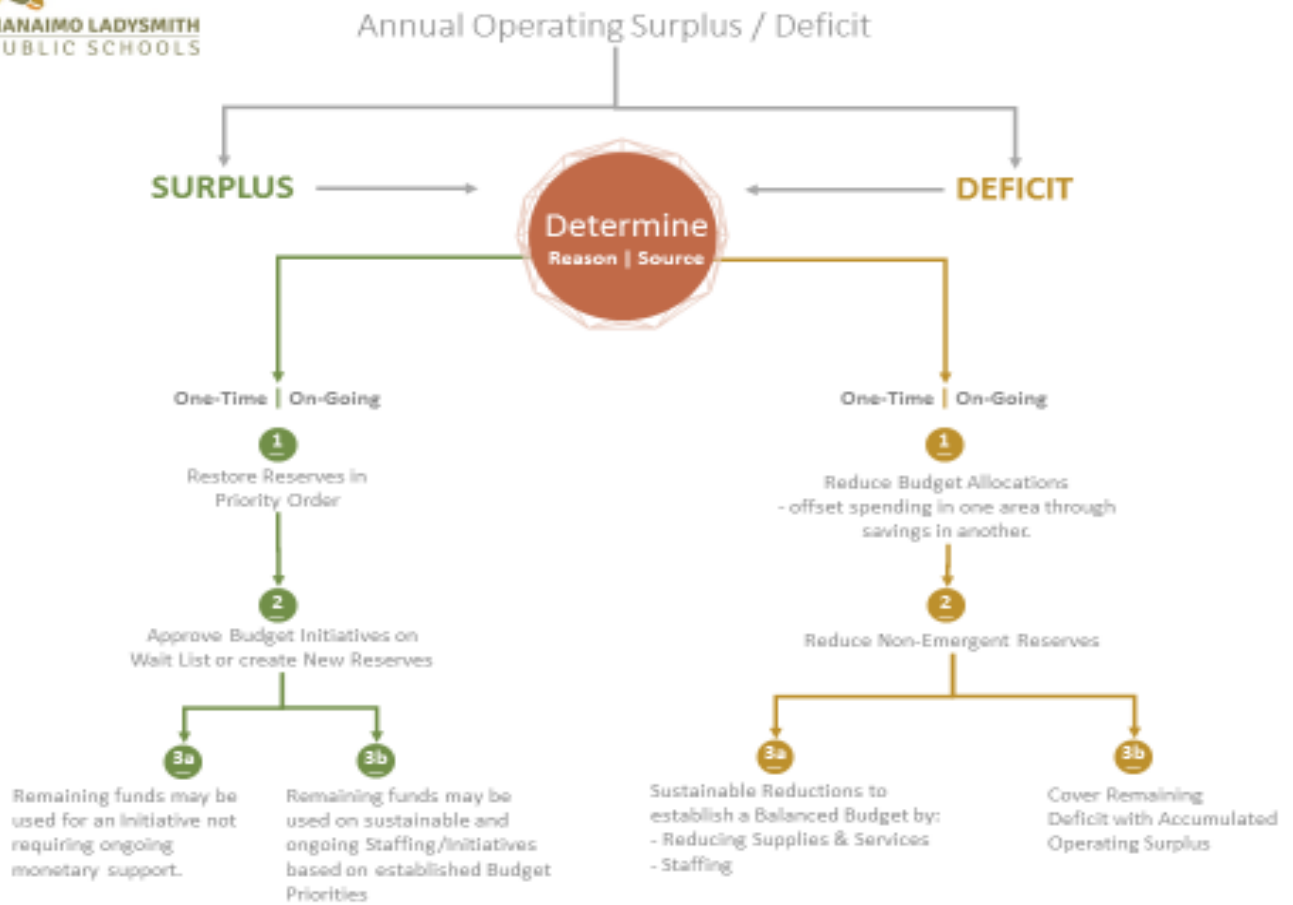 NANAIMO LADYSMITH
PUBLIC SCHOOLS
Annual Operating Surplus / Deficit
SURPLUS
DEFICIT
Determine
Reason | Source
One-Time | On-Going
1
Restore Reserves in
Priority Order
2
Approve Budget Initiatives on
Wait List or create New Reserves
3a
Remaining funds may be
used for an Initiative not
requiring ongoing
monetary support.
3b
Remaining funds may be
used on sustainable and
ongoing Staffing/Initiatives
based on established Budget
Priorities
One-Time | On-Going
1
Reduce Budget Allocations
- offset spending in one area through
savings in another.
2
Reduce Non-Emergent Reserves
3a
Sustainable Reductions to
establish a Balanced Budget by:
- Reducing Supplies & Services
- Staffing
3b
Cover Remaining
Deficit with Accumulated
Operating Surplus